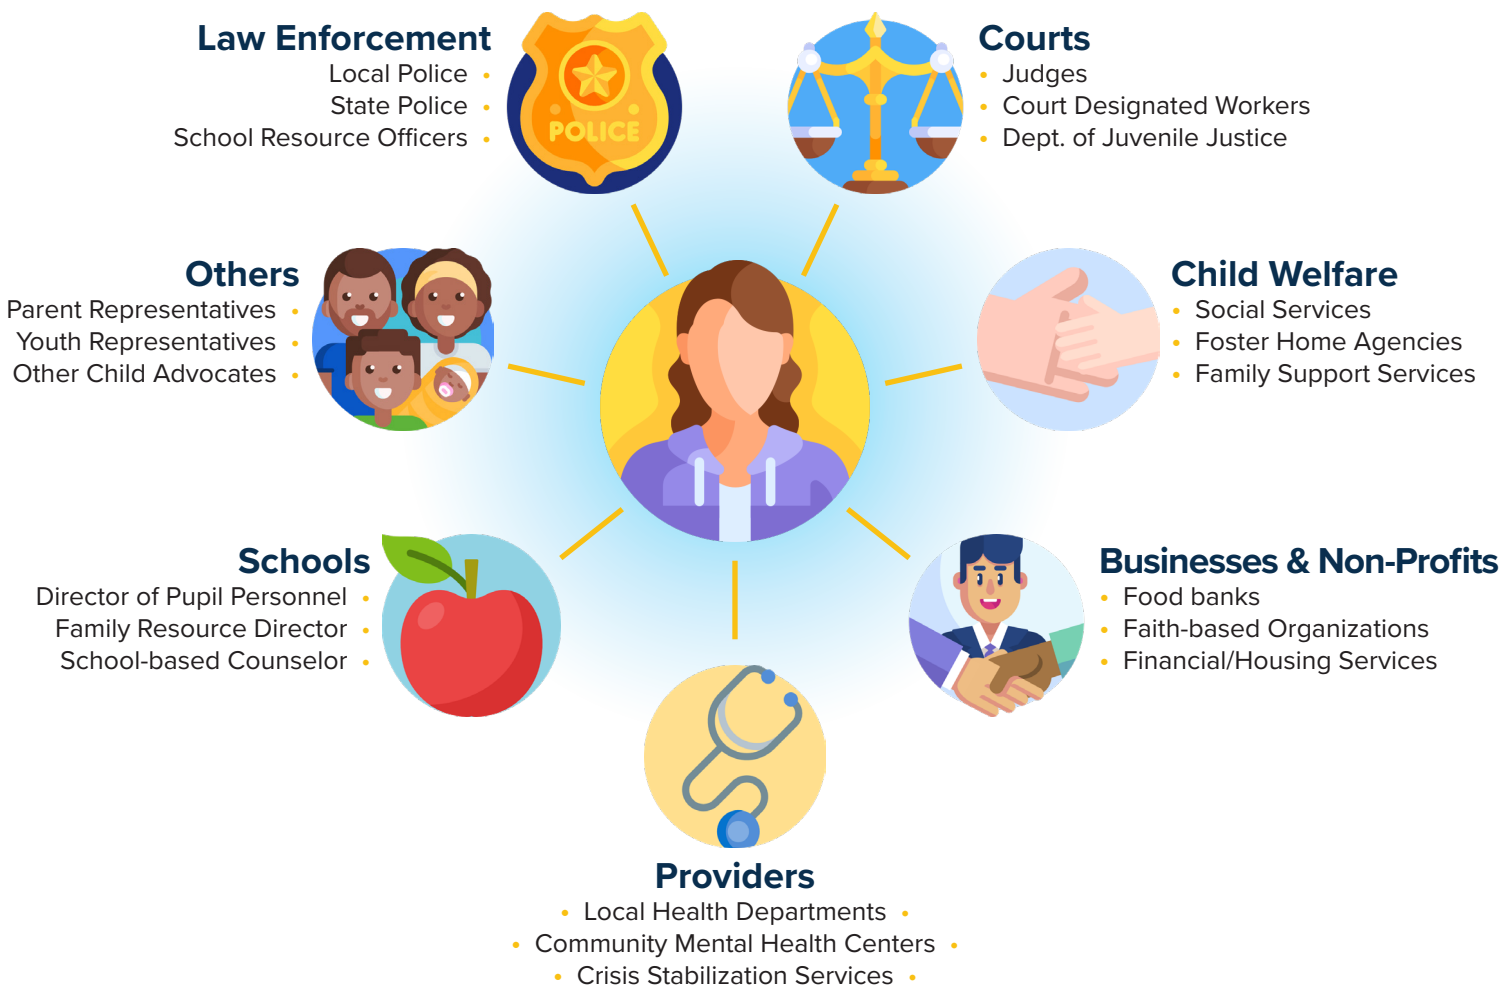 Law Enforcement
Local Police •
State Police •
School Resource Officers •
POLICE
Courts
• Judges
• Court Designated Workers
• Dept. of Juvenile Justice
Others
Parent Representatives •
Youth Representatives •
Other Child Advocates •
Child Welfare
• Social Services
• Foster Home Agencies
• Family Support Services
Schools
Director of Pupil Personnel •
Family Resource Director •
School-based Counselor •
Businesses & Non-Profits
• Food banks
• Faith-based Organizations
• Financial/Housing Services
Providers
• Local Health Departments •
• Community Mental Health Centers •
• Crisis Stabilization Services •